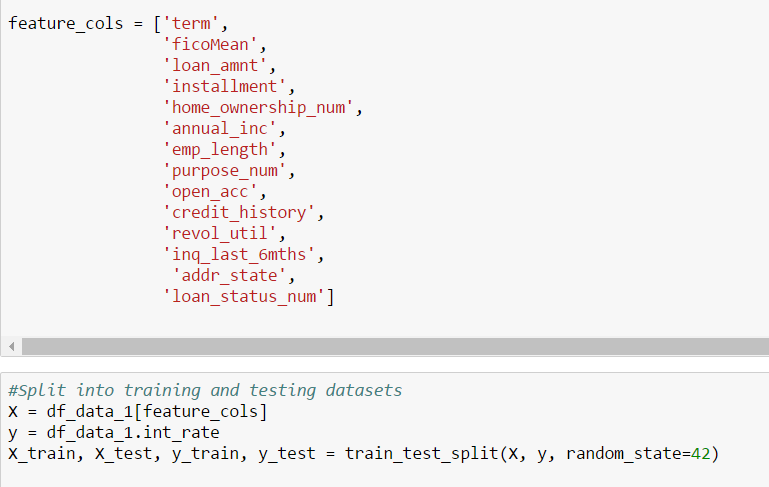 feature_cols = ['term',
'ficoMean',
'loan_amnt',
'installment',
'home_ownership_num',
'annual_inc',
'emp_length',
'purpose_num',
'open_acc',
'credit_history',
'revol_util',
'inq_last_6mths',
'addr_state',
'loan_status_num']
#Split into training and testing datasets
X = df_data_1[feature_cols]
y = df_data_1.int_rate
X_train, X_test, y_train, y_test = train_test_split(X, y, random_state=42)